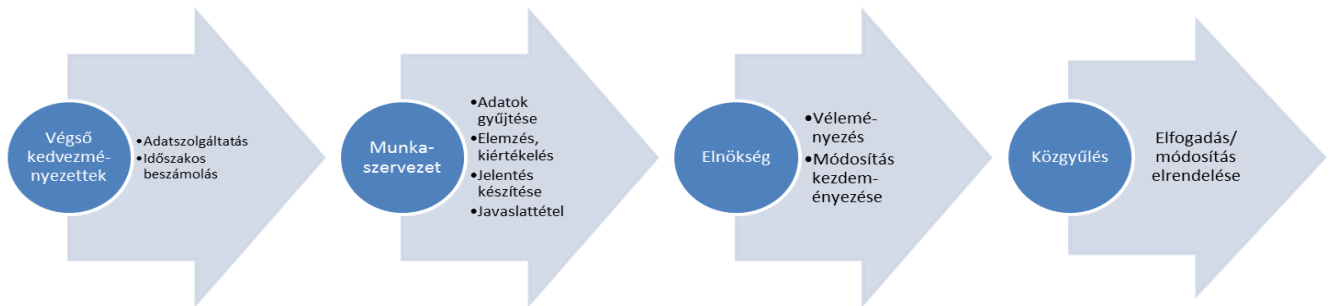 Végső
kedvezmé-
nyezettek
•Adatszolgáltatás
•Időszakos
beszámolás
Munka-
szervezet
•Adatok
gyűjtése
•Elemzés,
kiértékelés
•Jelentés
készítése
•Javaslattétel
Elnökség
•Vélemé-
nyezés
•Módosítás
kezdem-
ényezése
Közgyűlés
Elfogadás/
módosítás
elrendelése